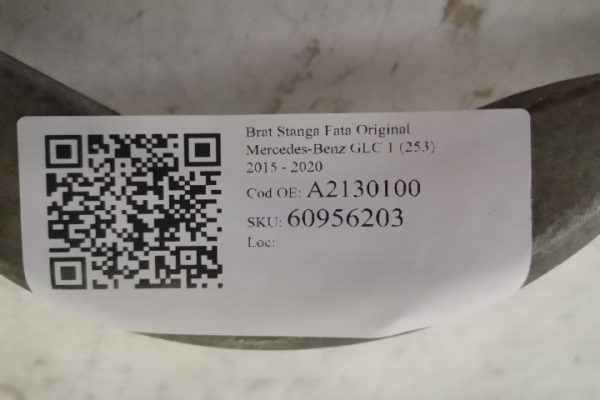 Brat Stanga Fata Original
Mercedes-Benz GLC 1 (253)
2015 - 2020
Cod OE: A2130100
SKU: 60956203
Loc: